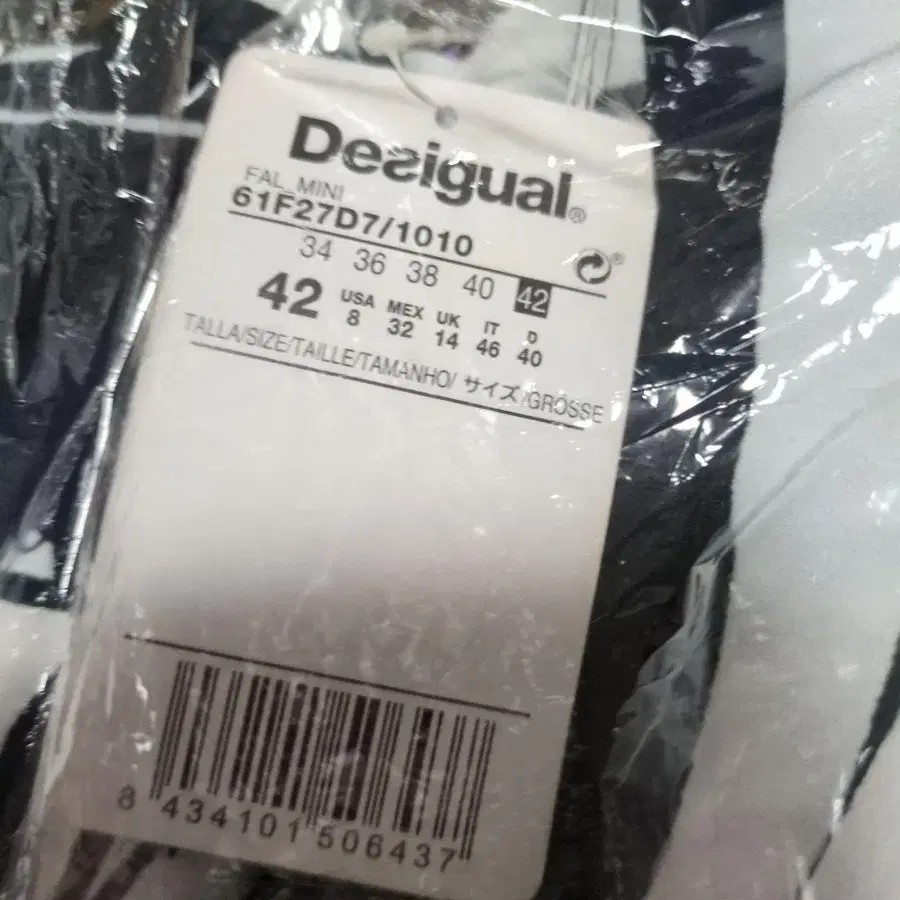 Desigual®
FAL_MINI
61F27D7/1010
34 36 38 40 42
42 USA 8 MEX 32 UK 14 IT 46 D 40
TALLA/SIZE/TAILLE/TAMANHO/ サイズ/GRÖSSE
8 434101 506437